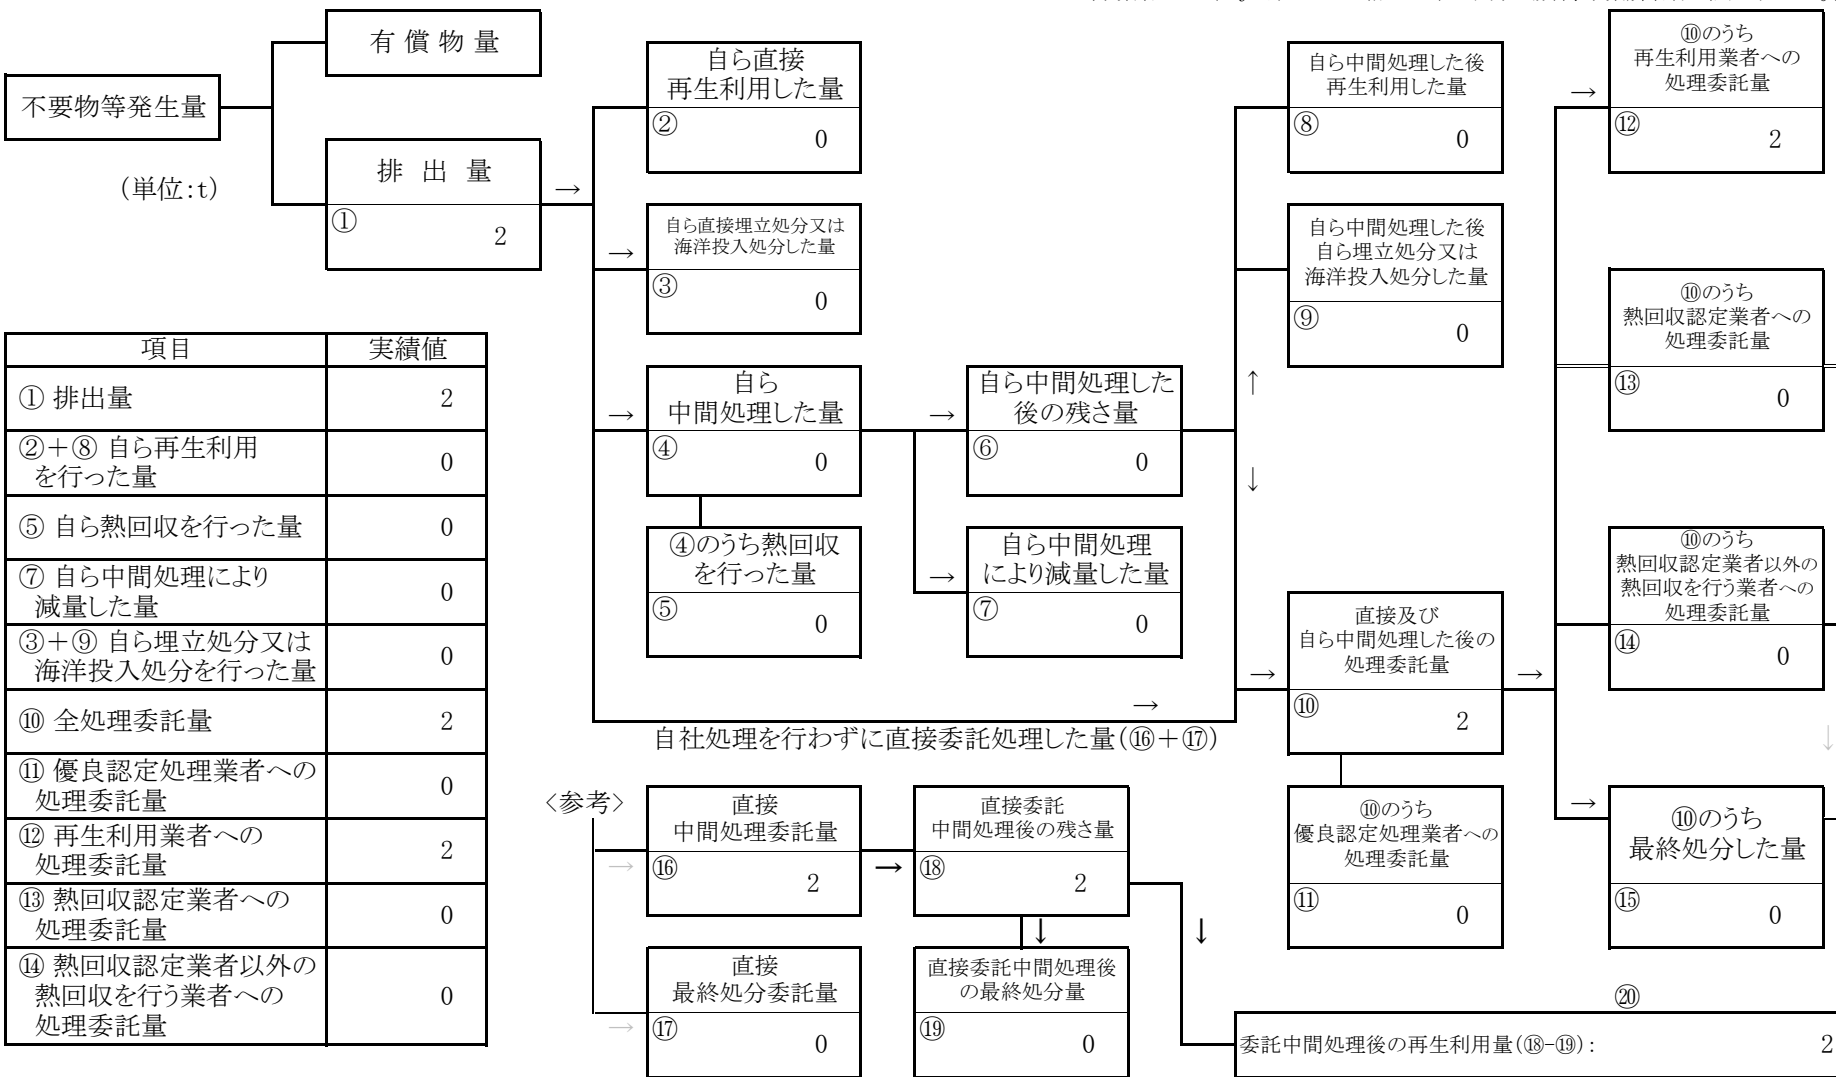 有 償 物 量
不要物等発生量
(単位:t)
排 出 量
①
2
→
自ら直接
再生利用した量
②
0
→
自ら直接埋立処分又は
海洋投入処分した量
③
0
→
自ら
中間処理した量
④
0
④のうち熱回収
を行った量
⑤
0
→
自ら中間処理した
後の残さ量
⑥
0
→
自ら中間処理
により減量した量
⑦
0
自ら中間処理した後
再生利用した量
⑧
0
自ら中間処理した後
自ら埋立処分又は
海洋投入処分した量
⑨
0
↑
↓
→
自社処理を行わずに直接委託処理した量(⑯+⑰)
→
直接及び
自ら中間処理した後の
処理委託量
⑩
2
→
⑩のうち
優良認定処理業者への
処理委託量
⑪
0
→
⑩のうち
再生利用業者への
処理委託量
⑫
2
⑩のうち
熱回収認定業者への
処理委託量
⑬
0
⑩のうち
熱回収認定業者以外の
熱回収を行う業者への
処理委託量
⑭
0
↓
→
⑩のうち
最終処分した量
⑮
0
項目 実績値
① 排出量 2
②+⑧ 自ら再生利用
を行った量 0
⑤ 自ら熱回収を行った量 0
⑦ 自ら中間処理により
減量した量 0
③+⑨ 自ら埋立処分又は
海洋投入処分を行った量 0
⑩ 全処理委託量 2
⑪ 優良認定処理業者への
処理委託量 0
⑫ 再生利用業者への
処理委託量 2
⑬ 熱回収認定業者への
処理委託量 0
⑭ 熱回収認定業者以外の
熱回収を行う業者への
処理委託量 0
〈参考〉
→
直接
中間処理委託量
⑯
2
→
直接委託
中間処理後の残さ量
⑱
2
↓
↓
→
直接
最終処分委託量
⑰
0
直接委託中間処理後
の最終処分量
⑲
0
⑳
委託中間処理後の再生利用量(⑱-⑲): 2